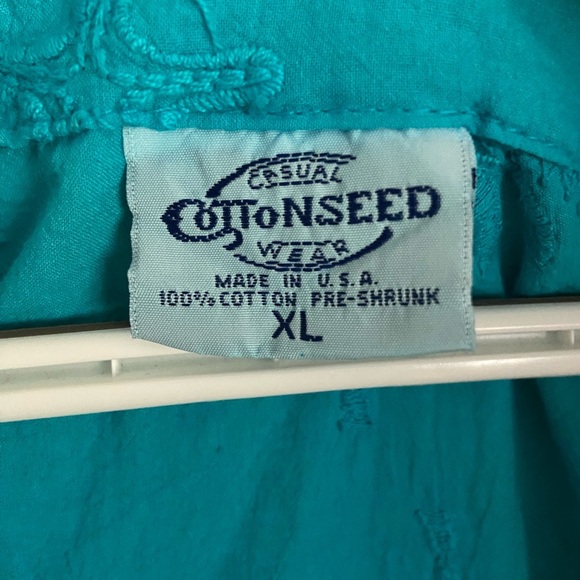 CASUAL
COTTONSEED
WEAR
MADE IN U.S.A.
100% COTTON PRE-SHRUNK
XL